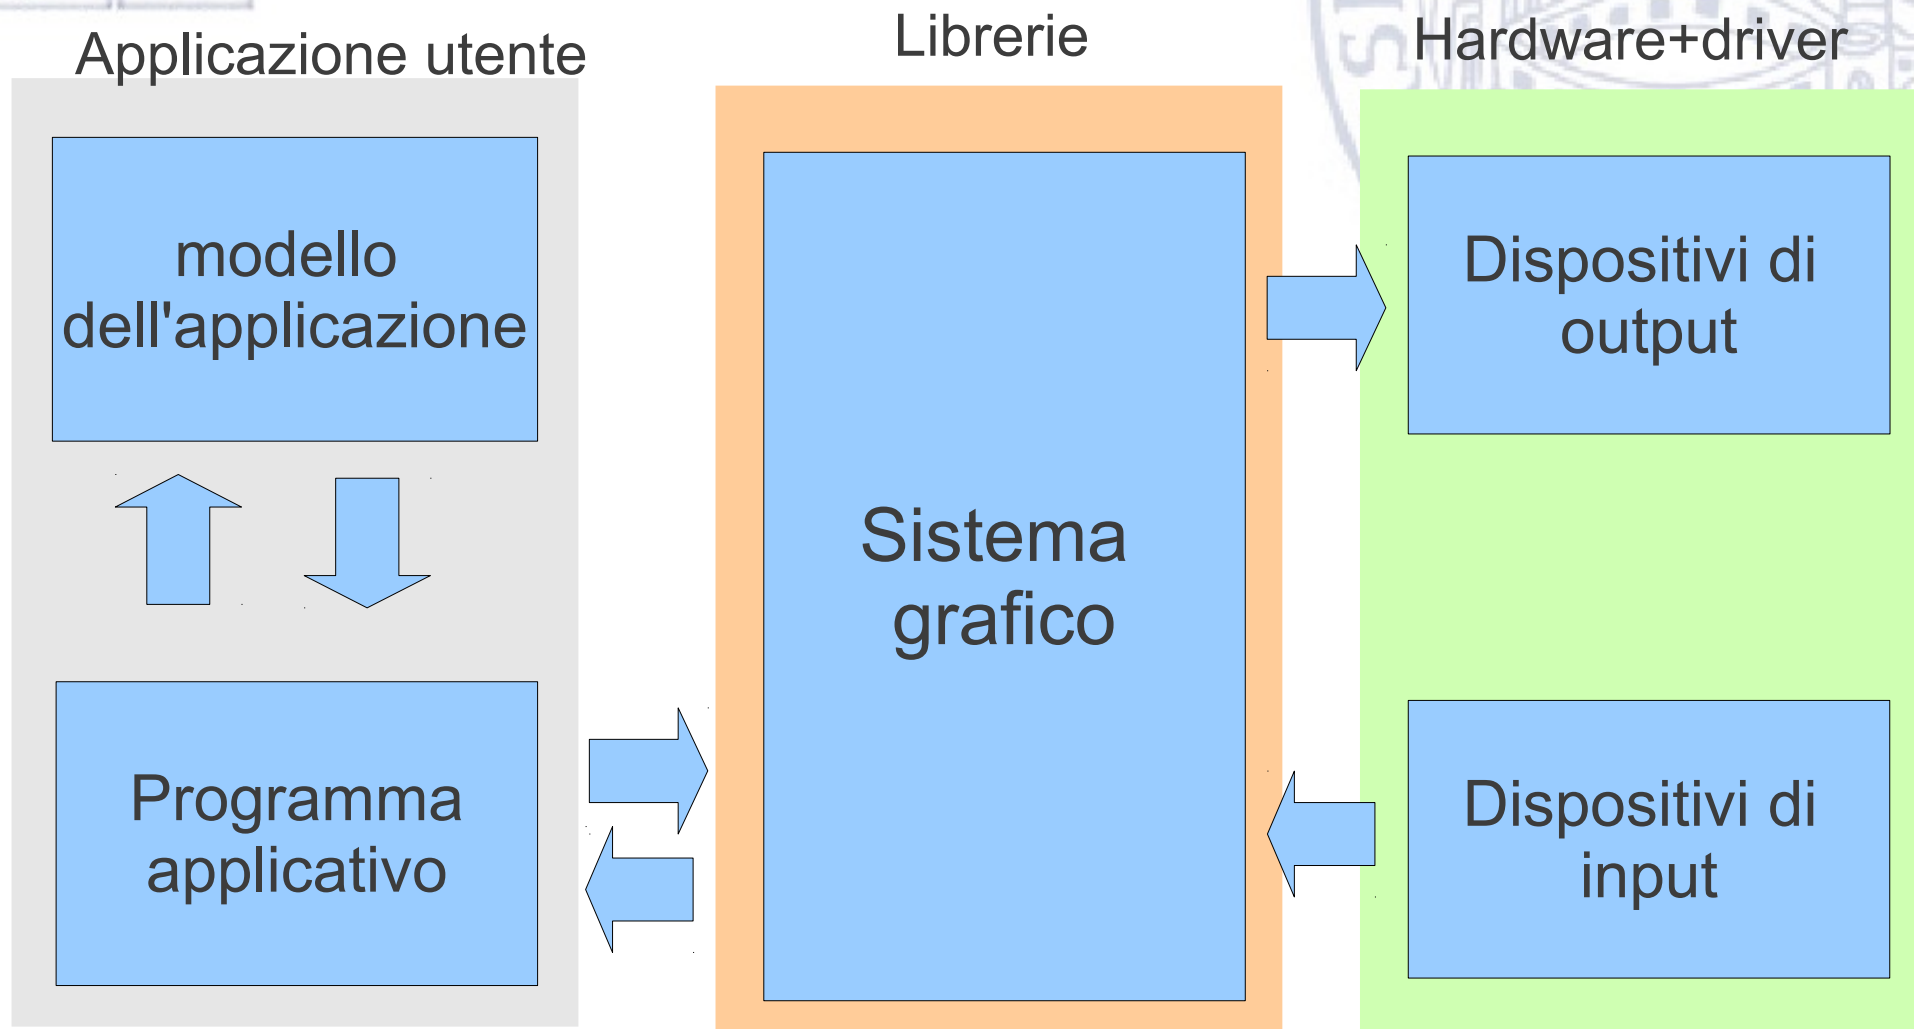 Applicazione utente
Librerie
Hardware+driver
modello
dell'applicazione
Programma
applicativo
Sistema
grafico
Dispositivi di
output
Dispositivi di
input